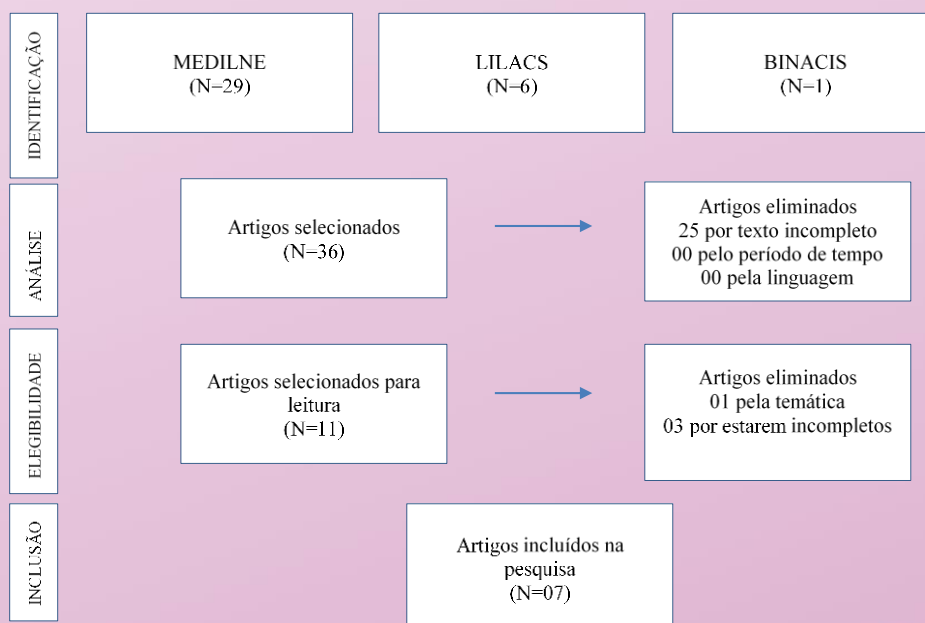 IDENTIFICAÇÃO
MEDILNE
(N=29)
LILACS
(N=6)
BINACIS
(N=1)
ANÁLISE
Artigos selecionados
(N=36)
Artigos eliminados
25 por texto incompleto
00 pelo período de tempo
00 pela linguagem
ELEGIBILIDADE
Artigos selecionados para
leitura
(N=11)
Artigos eliminados
01 pela temática
03 por estarem incompletos
INCLUSÃO
Artigos incluídos na
pesquisa
(N=07)